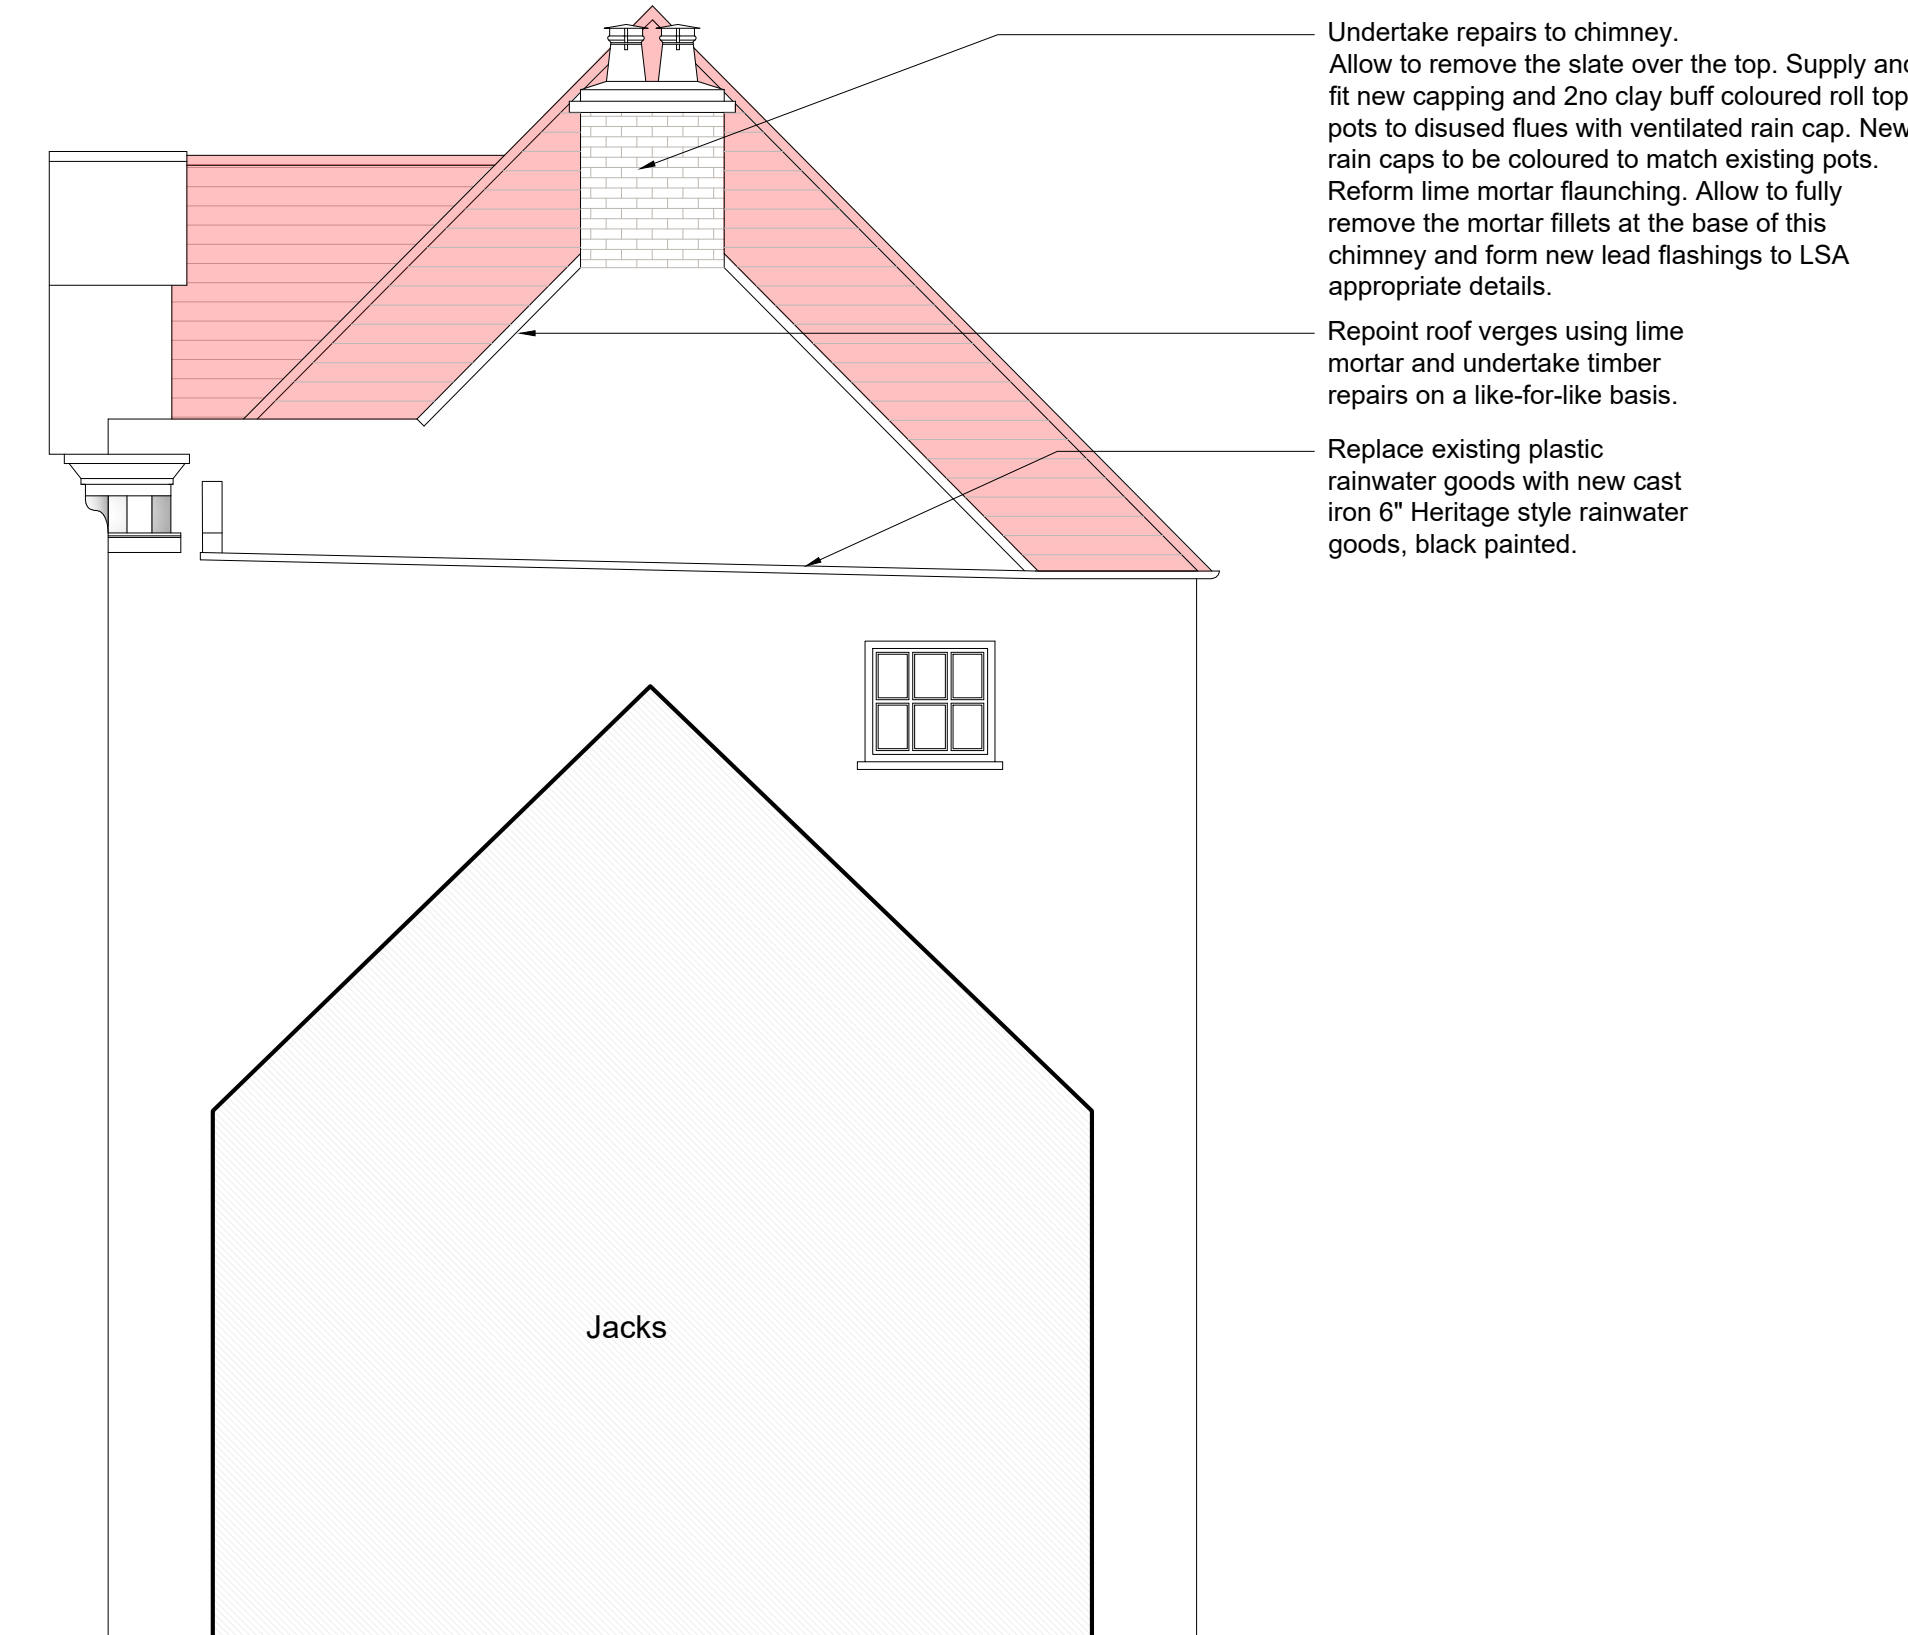 Undertake repairs to chimney.
Allow to remove the slate over the top. Supply and
fit new capping and 2no clay buff coloured roll top
pots to disused flues with ventilated rain cap. New
rain caps to be coloured to match existing pots.
Reform lime mortar flaunching. Allow to fully
remove the mortar fillets at the base of this
chimney and form new lead flashings to LSA
appropriate details.
Repoint roof verges using lime
mortar and undertake timber
repairs on a like-for-like basis.
Replace existing plastic
rainwater goods with new cast
iron 6" Heritage style rainwater
goods, black painted.
Jacks